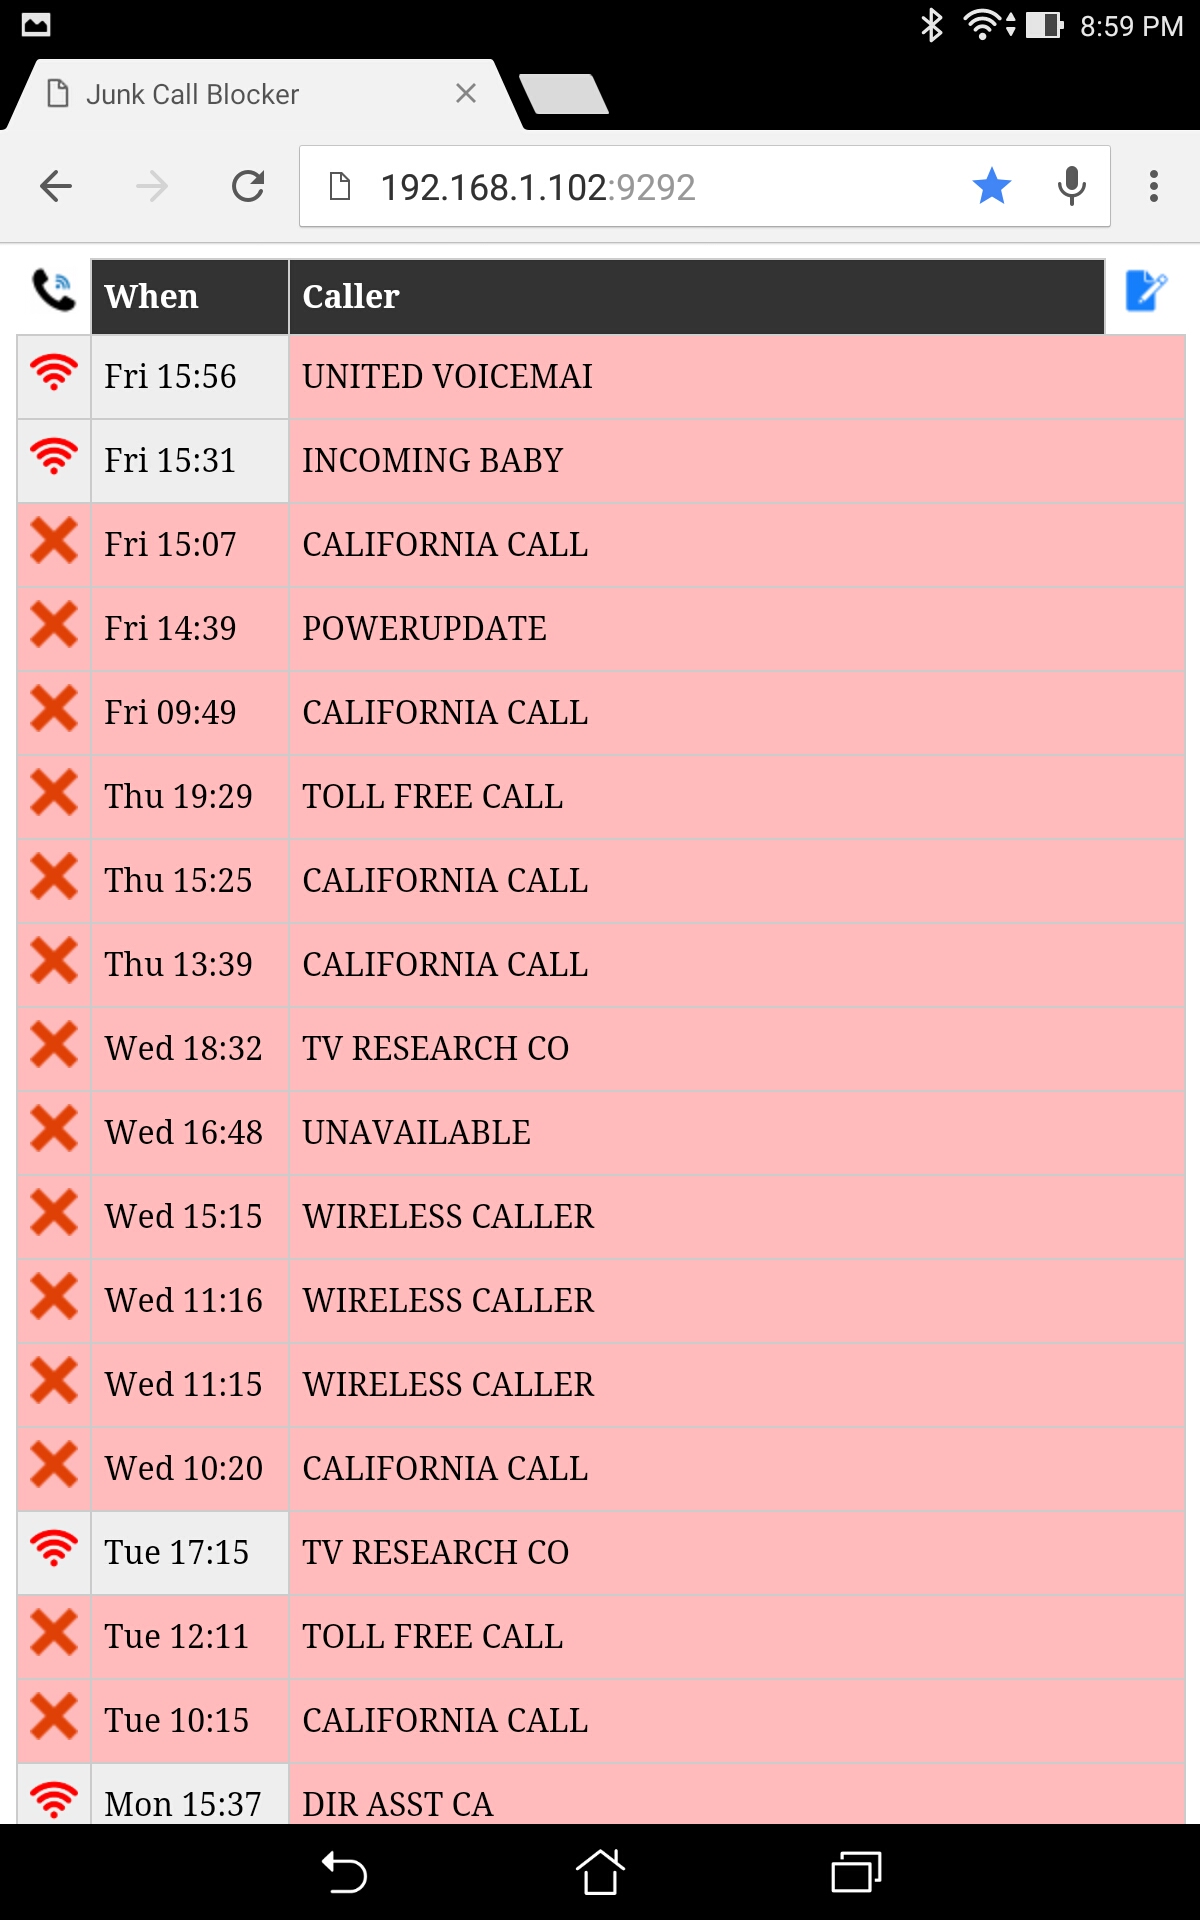 8:59 PM
Junk Call Blocker
192.168.1.102:9292
When Caller
Fri 15:56 UNITED VOICEMAI
Fri 15:31 INCOMING BABY
Fri 15:07 CALIFORNIA CALL
Fri 14:39 POWERUPDATE
Fri 09:49 CALIFORNIA CALL
Thu 19:29 TOLL FREE CALL
Thu 15:25 CALIFORNIA CALL
Thu 13:39 CALIFORNIA CALL
Wed 18:32 TV RESEARCH CO
Wed 16:48 UNAVAILABLE
Wed 15:15 WIRELESS CALLER
Wed 11:16 WIRELESS CALLER
Wed 11:15 WIRELESS CALLER
Wed 10:20 CALIFORNIA CALL
Tue 17:15 TV RESEARCH CO
Tue 12:11 TOLL FREE CALL
Tue 10:15 CALIFORNIA CALL
Mon 15:37 DIR ASST CA